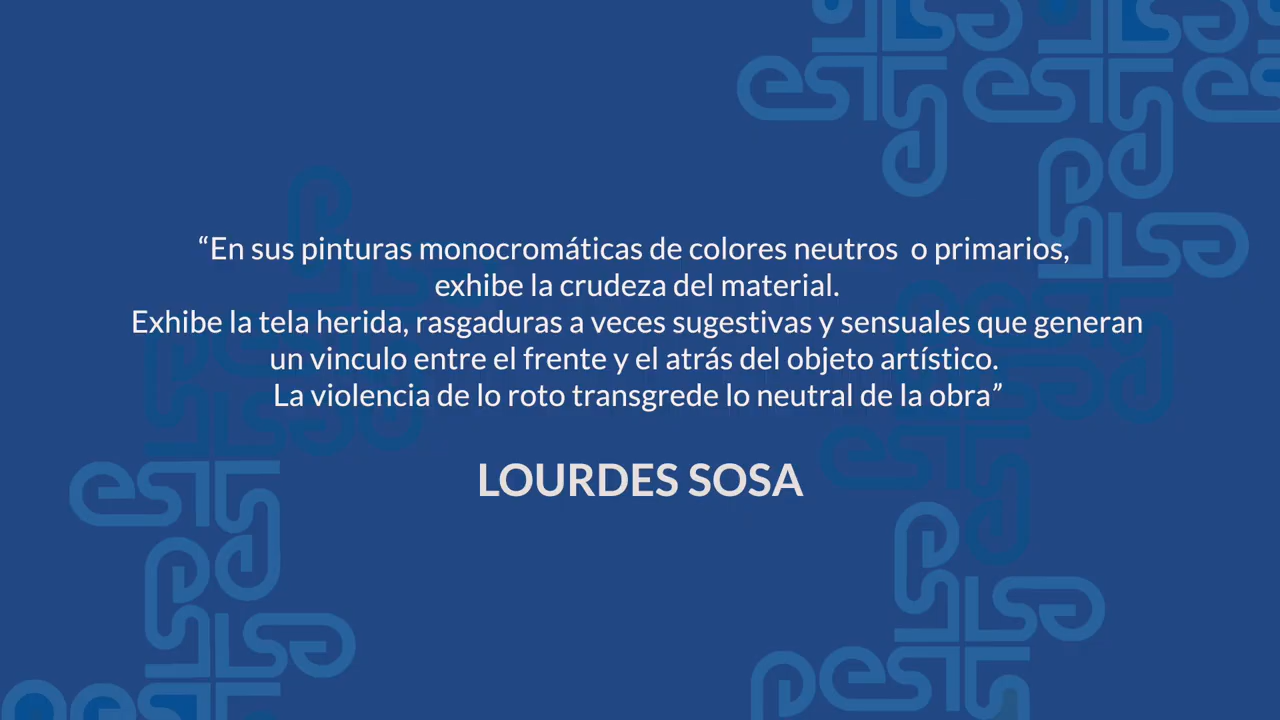 “En sus pinturas monocromáticas de colores neutros  o primarios,
exhibe la crudeza del material.
Exhibe la tela herida, rasgaduras a veces sugestivas y sensuales que generan
un vinculo entre el frente y el atrás del objeto artístico.
La violencia de lo roto transgrede lo neutral de la obra”
LOURDES SOSA